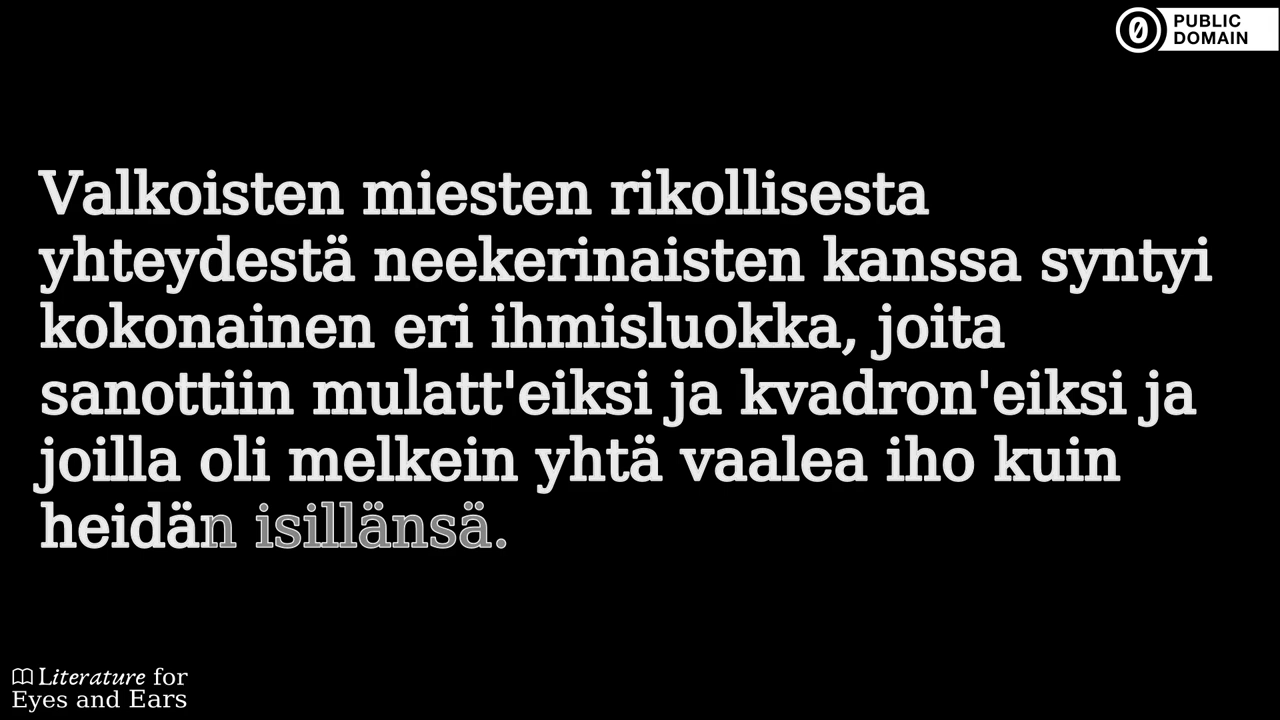 PUBLIC
DOMAIN
Valkoisten miesten rikollisesta
yhteydestä neekerinaisten kanssa syntyi
kokonainen eri ihmisluokka, joita
sanottiin mulatt'eiksi ja kvadron'eiksi ja
joilla oli melkein yhtä vaalea iho kuin
heidän isillänsä.
Literature for
Eyes and Ears